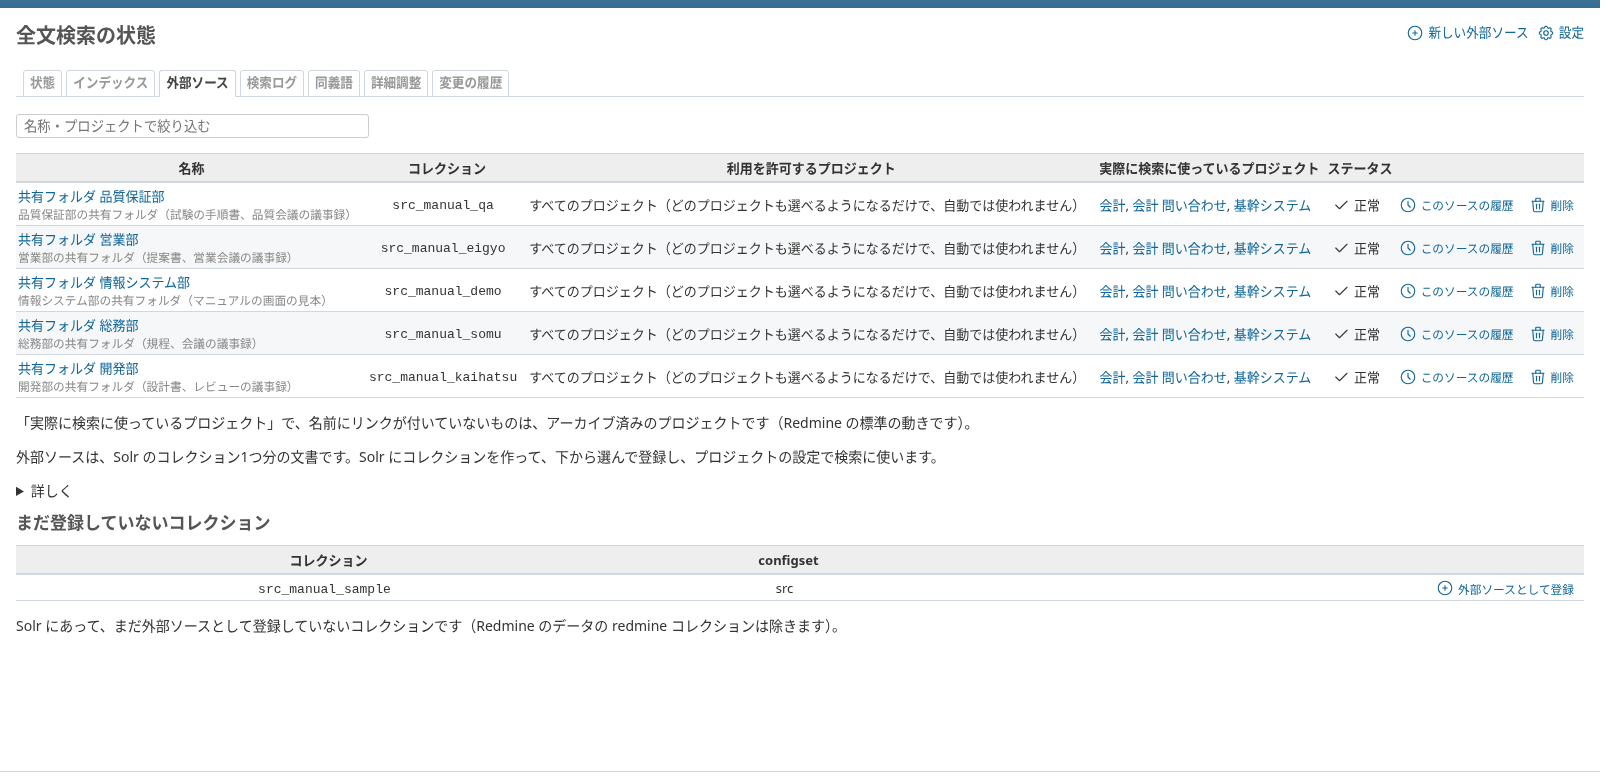 全文検索の状態
新しい外部ソース 設定
状態 インデックス 外部ソース 検索ログ 同義語 詳細調整 変更の履歴
名称・プロジェクトで絞り込む
名称 コレクション 利用を許可するプロジェクト 実際に検索に使っているプロジェクト ステータス
共有フォルダ 品質保証部
品質保証部の共有フォルダ（試験の手順書、品質会議の議事録）
src_manual_qa すべてのプロジェクト（どのプロジェクトも選べるようになるだけで、自動では使われません） 会計, 会計 問い合わせ, 基幹システム 正常 このソースの履歴 削除
共有フォルダ 営業部
営業部の共有フォルダ（提案書、営業会議の議事録）
src_manual_eigyo すべてのプロジェクト（どのプロジェクトも選べるようになるだけで、自動では使われません） 会計, 会計 問い合わせ, 基幹システム 正常 このソースの履歴 削除
共有フォルダ 情報システム部
情報システム部の共有フォルダ（マニュアルの画面の見本）
src_manual_demo すべてのプロジェクト（どのプロジェクトも選べるようになるだけで、自動では使われません） 会計, 会計 問い合わせ, 基幹システム 正常 このソースの履歴 削除
共有フォルダ 総務部
総務部の共有フォルダ（規程、会議の議事録）
src_manual_somu すべてのプロジェクト（どのプロジェクトも選べるようになるだけで、自動では使われません） 会計, 会計 問い合わせ, 基幹システム 正常 このソースの履歴 削除
共有フォルダ 開発部
開発部の共有フォルダ（設計書、レビューの議事録）
src_manual_kaihatsu すべてのプロジェクト（どのプロジェクトも選べるようになるだけで、自動では使われません） 会計, 会計 問い合わせ, 基幹システム 正常 このソースの履歴 削除
「実際に検索に使っているプロジェクト」で、名前にリンクが付いていないものは、アーカイブ済みのプロジェクトです（Redmine の標準の動きです）。
外部ソースは、Solr のコレクション1つ分の文書です。Solr にコレクションを作って、下から選んで登録し、プロジェクトの設定で検索に使います。
▶ 詳しく
まだ登録していないコレクション
コレクション configset
src_manual_sample src 外部ソースとして登録
Solr にあって、まだ外部ソースとして登録していないコレクションです（Redmine のデータの redmine コレクションは除きます）。